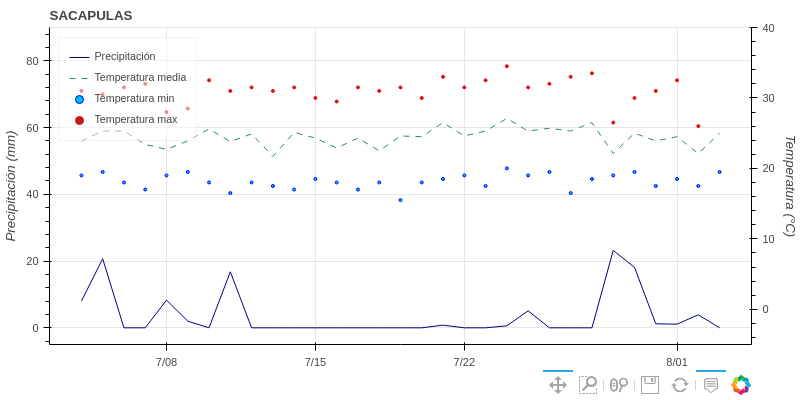 SACAPULAS
Precipitación
Temperatura media
Temperatura min
Temperatura max
Precipitación (mm)
80
60
40
20
0
Temperatura (°C)
40
30
20
10
0
7/08
7/15
7/22
8/01